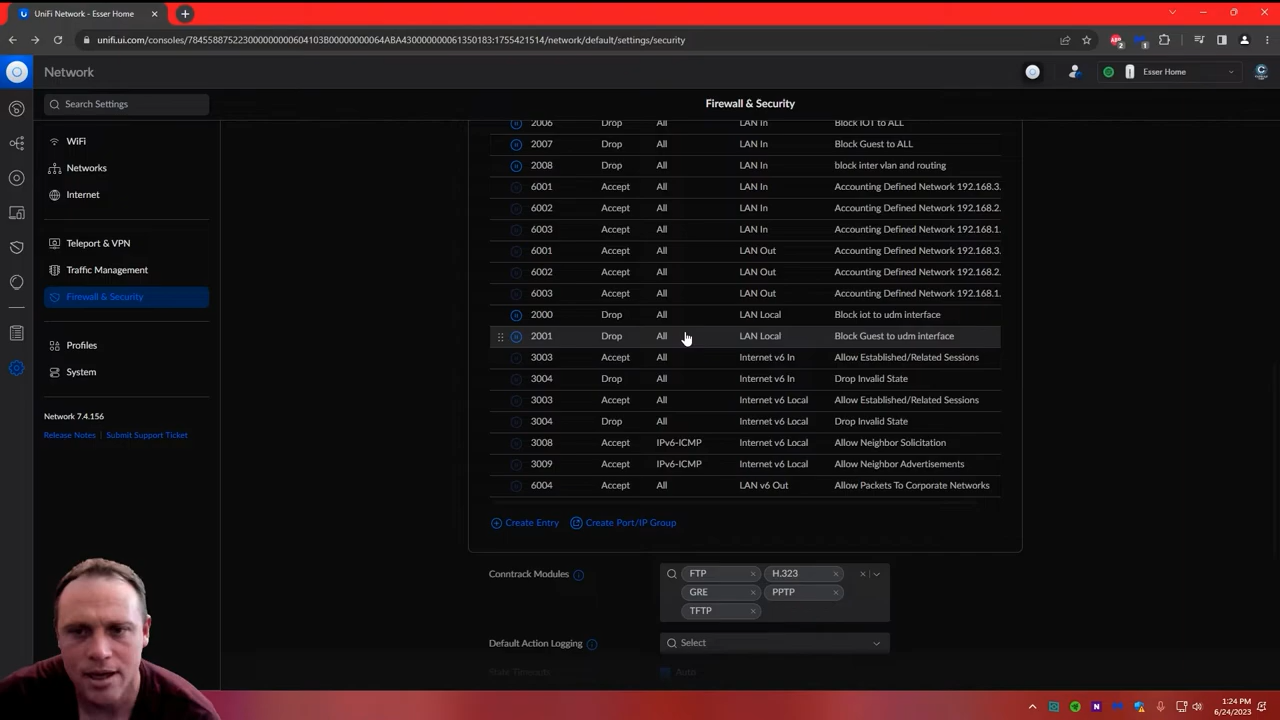 UniFi Network - Esser Home
unifi.ui.com/consoles/78455887522300000000604103B0000000064ABA43000000061350183:1755421514/network/default/settings/security
Network
Esser Home
Search Settings
Firewall & Security
WiFi
Networks
Internet
Teleport & VPN
Traffic Management
Firewall & Security
Profiles
System
Network 7.4.156
Release Notes | Submit Support Ticket
2006 Drop All LAN In Block IOT to ALL
2007 Drop All LAN In Block Guest to ALL
2008 Drop All LAN In block inter vlan and routing
6001 Accept All LAN In Accounting Defined Network 192.168.3.
6002 Accept All LAN In Accounting Defined Network 192.168.2.
6003 Accept All LAN In Accounting Defined Network 192.168.1.
6001 Accept All LAN Out Accounting Defined Network 192.168.3.
6002 Accept All LAN Out Accounting Defined Network 192.168.2.
6003 Accept All LAN Out Accounting Defined Network 192.168.1.
2000 Drop All LAN Local Block iot to udm interface
2001 Drop All LAN Local Block Guest to udm interface
3003 Accept All Internet v6 In Allow Established/Related Sessions
3004 Drop All Internet v6 In Drop Invalid State
3003 Accept All Internet v6 Local Allow Established/Related Sessions
3004 Drop All Internet v6 Local Drop Invalid State
3008 Accept IPv6-ICMP Internet v6 Local Allow Neighbor Solicitation
3009 Accept IPv6-ICMP Internet v6 Local Allow Neighbor Advertisements
6004 Accept All LAN v6 Out Allow Packets To Corporate Networks
Create Entry Create Port/IP Group
Conntrack Modules
FTP H.323
GRE PPTP
TFTP
Default Action Logging Select
State Timeouts Auto
1:24 PM
6/24/2023